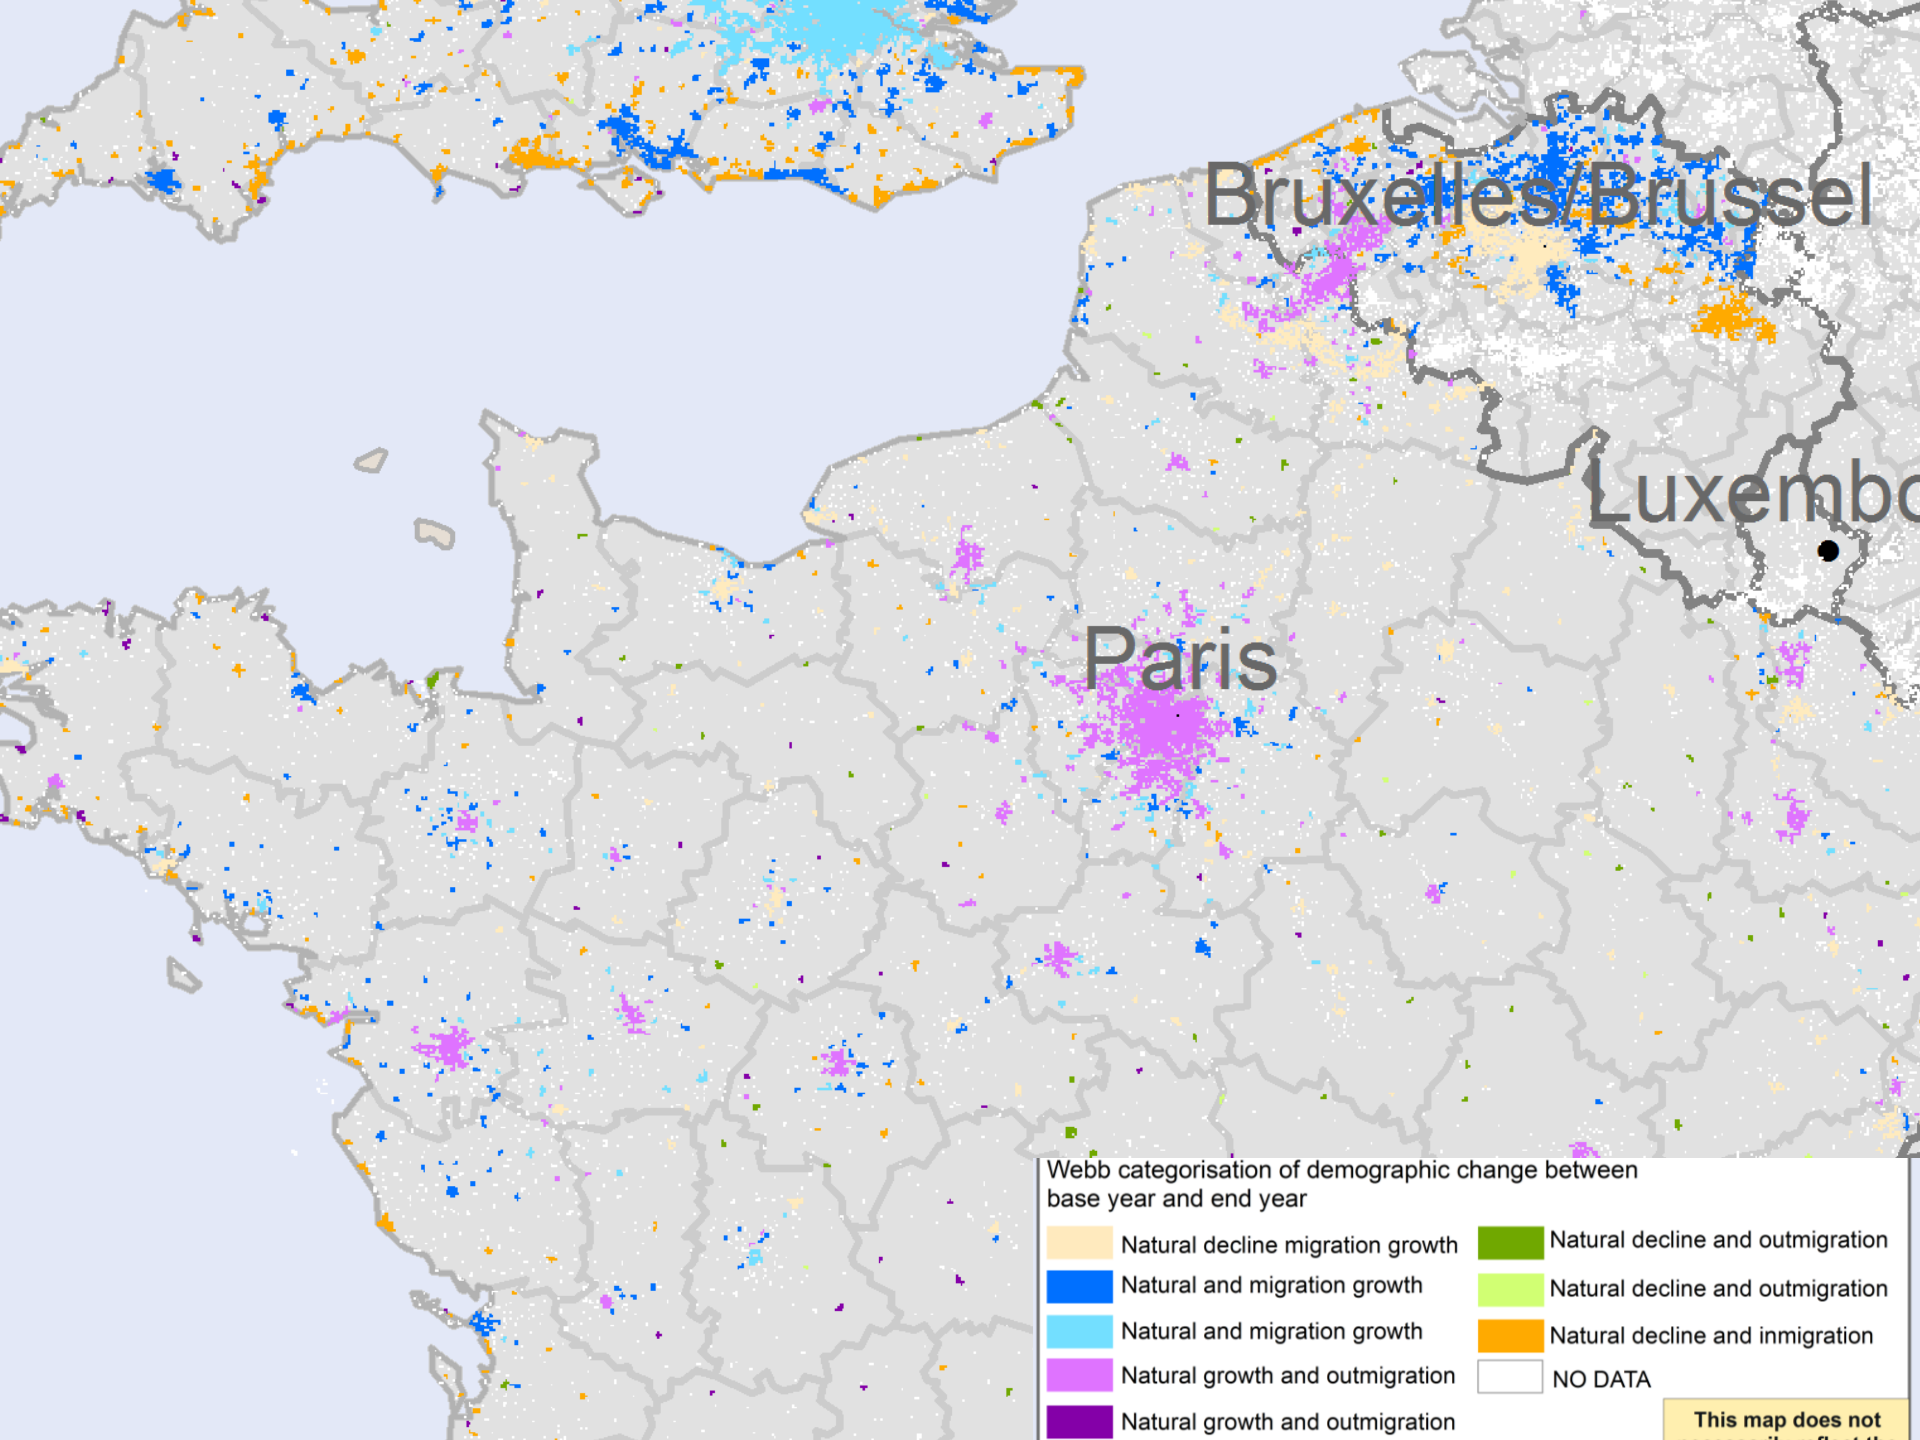 Bruxelles/Brussel
Luxembo
Paris
Webb categorisation of demographic change between
base year and end year
Natural decline migration growth
Natural and migration growth
Natural and migration growth
Natural growth and outmigration
Natural growth and outmigration
Natural decline and outmigration
Natural decline and outmigration
Natural decline and inmigration
NO DATA
This map does not